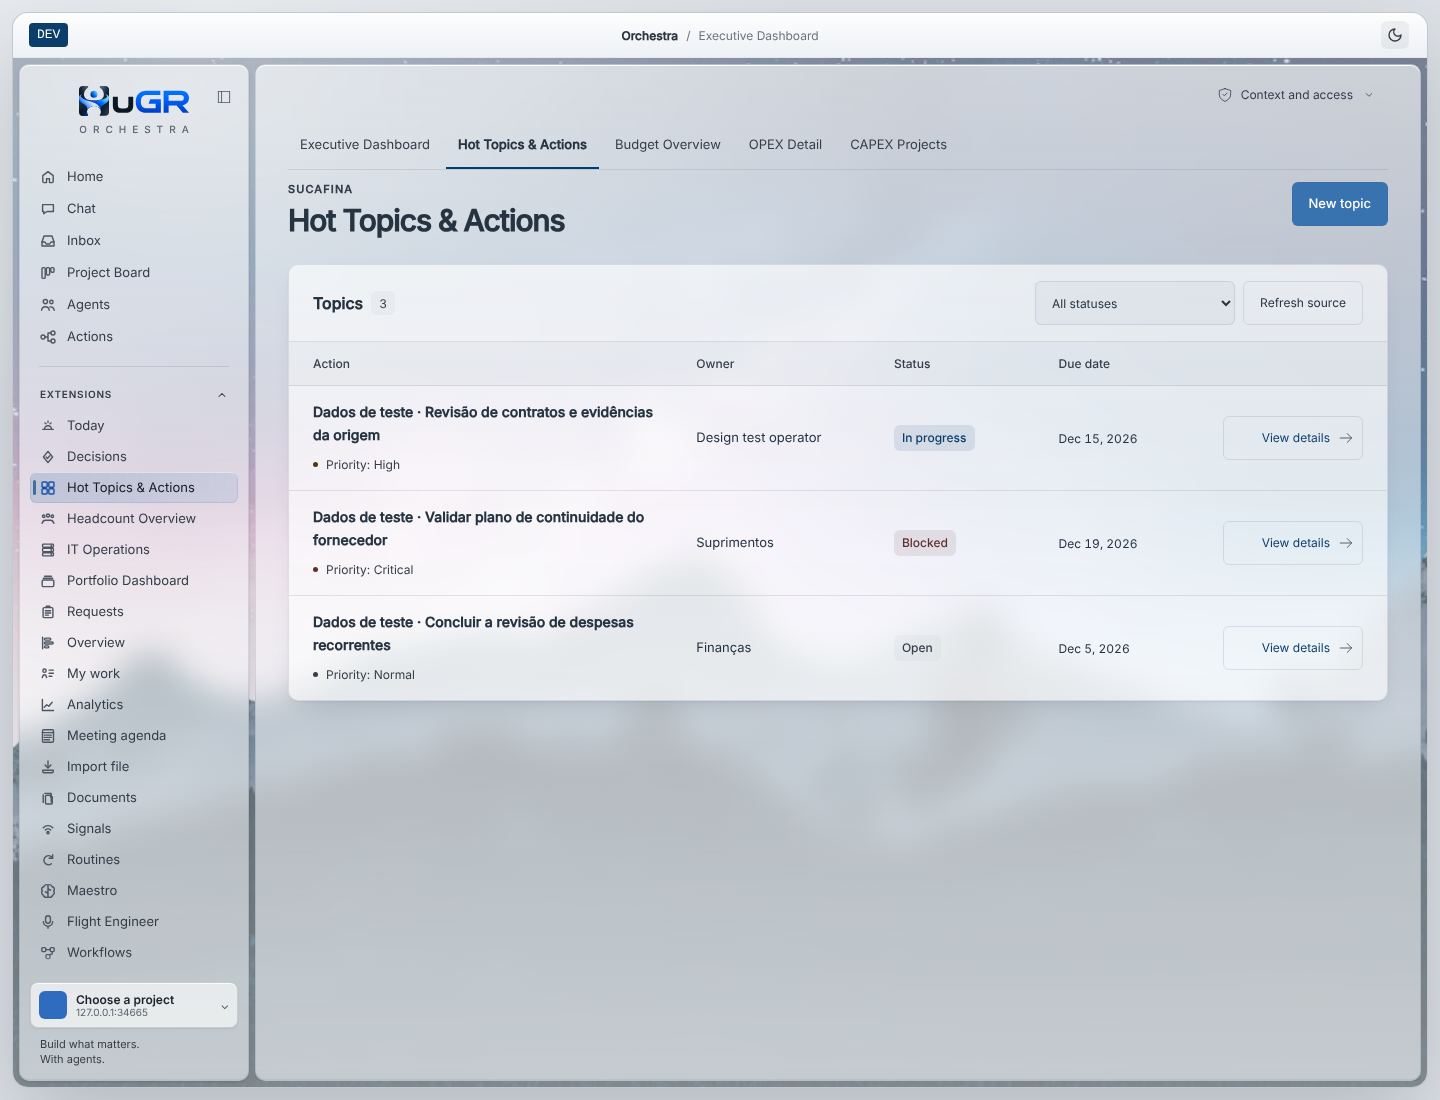 DEV
Orchestra / Executive Dashboard
HuGR
ORCHESTRA
Home
Chat
Inbox
Project Board
Agents
Actions
EXTENSIONS
Today
Decisions
Hot Topics & Actions
Headcount Overview
IT Operations
Portfolio Dashboard
Requests
Overview
My work
Analytics
Meeting agenda
Import file
Documents
Signals
Routines
Maestro
Flight Engineer
Workflows
Choose a project
127.0.0.1:34665
Build what matters.
With agents.
Context and access
Executive Dashboard Hot Topics & Actions Budget Overview OPEX Detail CAPEX Projects
SUCAFINA
Hot Topics & Actions
New topic
Topics 3 All statuses Refresh source
Action Owner Status Due date
Dados de teste · Revisão de contratos e evidências
da origem
Priority: High
Design test operator In progress Dec 15, 2026 View details
Dados de teste · Validar plano de continuidade do
fornecedor
Priority: Critical
Suprimentos Blocked Dec 19, 2026 View details
Dados de teste · Concluir a revisão de despesas
recorrentes
Priority: Normal
Finanças Open Dec 5, 2026 View details